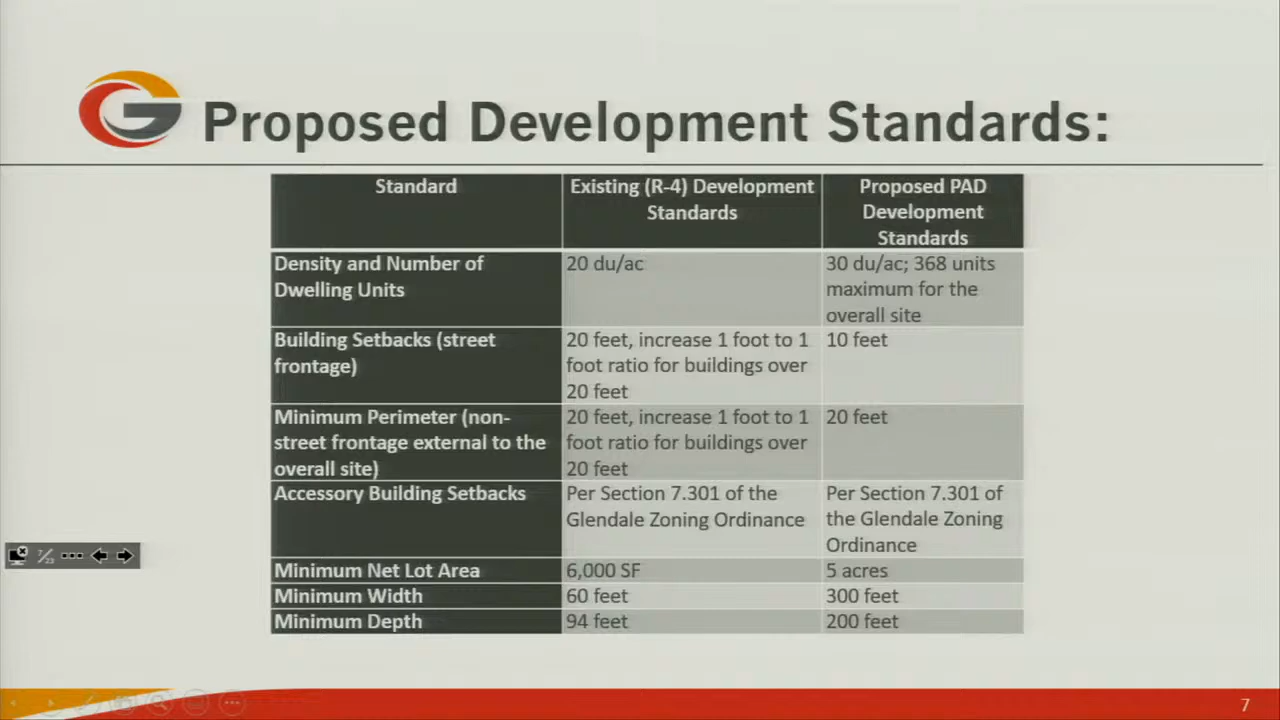 G Proposed Development Standards:
Standard
Existing (R-4) Development
Standards
Proposed PAD
Development
Standards
Density and Number of
Dwelling Units
20 du/ac
30 du/ac; 368 units
maximum for the
overall site
Building Setbacks (street
frontage)
20 feet, increase 1 foot to 1
foot ratio for buildings over
20 feet
10 feet
Minimum Perimeter (non-
street frontage external to the
overall site)
20 feet, increase 1 foot to 1
foot ratio for buildings over
20 feet
20 feet
Accessory Building Setbacks
Per Section 7.301 of the
Glendale Zoning Ordinance
Per Section 7.301 of
the Glendale Zoning
Ordinance
Minimum Net Lot Area
6,000 SF
5 acres
Minimum Width
60 feet
300 feet
Minimum Depth
94 feet
200 feet
7/23
7